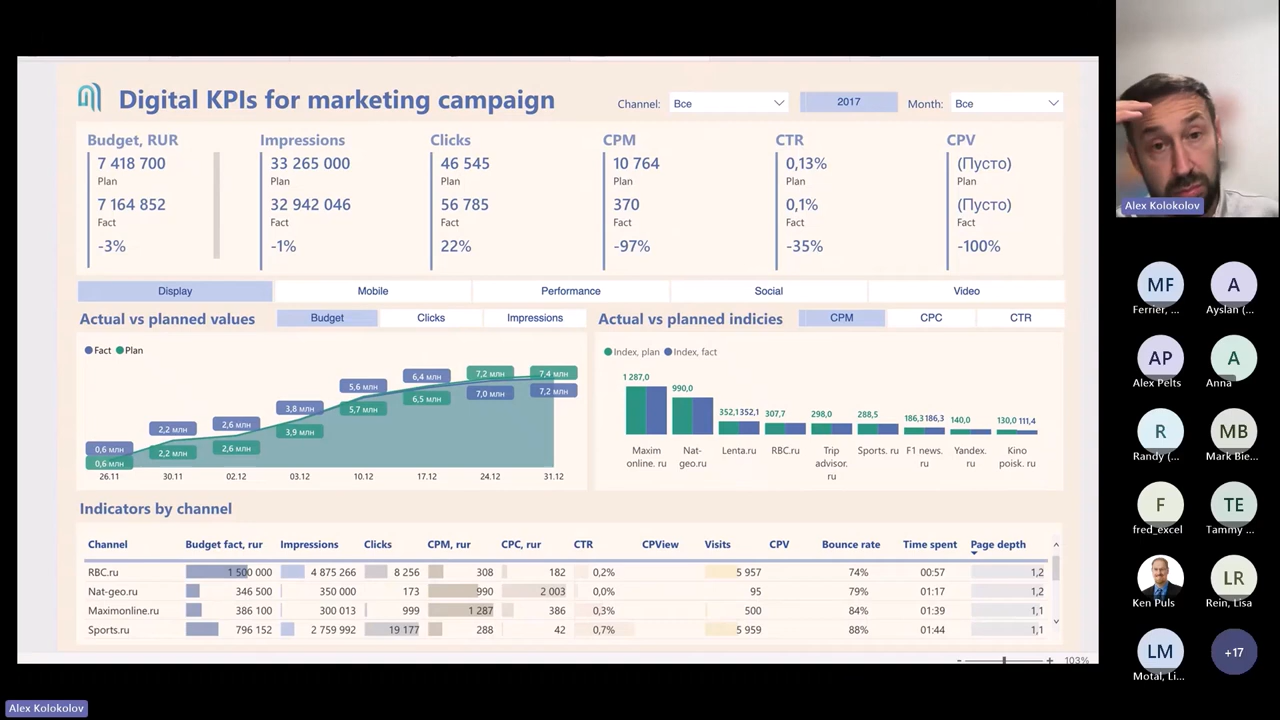 Digital KPIs for marketing campaign
Channel: Все 2017 Month: Все
Budget, RUR Impressions Clicks CPM CTR CPV
7 418 700 33 265 000 46 545 10 764 0,13% (Пусто)
Plan Plan Plan Plan Plan Plan
7 164 852 32 942 046 56 785 370 0,1% (Пусто)
Fact Fact Fact Fact Fact Fact
-3% -1% 22% -97% -35% -100%
Display Mobile Performance Social Video
Actual vs planned values Budget Clicks Impressions
Fact Plan
0,6 млн 2,2 млн 2,6 млн 3,8 млн 5,6 млн 6,4 млн 7,2 млн 7,4 млн
0,6 млн 2,2 млн 2,6 млн 3,9 млн 5,7 млн 6,5 млн 7,0 млн 7,2 млн
26.11 30.11 02.12 03.12 10.12 17.12 24.12 31.12
Actual vs planned indicies CPM CPC CTR
Index, plan Index, fact
1 287,0 990,0 352,1 352,1 307,7 298,0 288,5 186,3 186,3 140,0 130,0 111,4
Maxim Nat- Lenta.ru RBC.ru Trip Sports. ru F1 news. Yandex. Kino
online. ru geo.ru advisor. ru ru poisk. ru
ru
Indicators by channel
Channel Budget fact, rur Impressions Clicks CPM, rur CPC, rur CTR CPView Visits CPV Bounce rate Time spent Page depth
RBC.ru 1 500 000 4 875 266 8 256 308 182 0,2% 5 957 74% 00:57 1,2
Nat-geo.ru 346 500 350 000 173 990 2 003 0,0% 95 79% 01:17 1,2
Maximonline.ru 386 100 300 013 999 1 287 386 0,3% 500 84% 01:39 1,1
Sports.ru 796 152 2 759 992 19 177 288 42 0,7% 5 959 88% 01:44 1,1
103%
Alex Kolokolov
Alex Kolokolov
MF A
Ferrier, ... Ayslan (...
AP A
Alex Pelts Anna
R MB
Randy (... Mark Bie...
F TE
fred_excel Tammy ...
LR
Ken Puls Rein, Lisa
LM +17
Motal, Li...